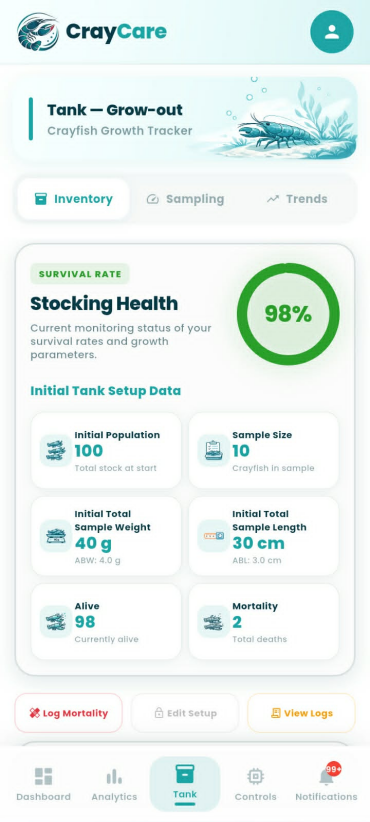 CrayCare
Tank — Grow-out
Crayfish Growth Tracker
Inventory
Sampling
Trends
SURVIVAL RATE
Stocking Health
Current monitoring status of your
survival rates and growth
parameters.
98%
Initial Tank Setup Data
Initial Population
100
Total stock at start
Sample Size
10
Crayfish in sample
Initial Total
Sample Weight
40 g
ABW: 4.0 g
Initial Total
Sample Length
30 cm
ABL: 3.0 cm
Alive
98
Currently alive
Mortality
2
Total deaths
Log Mortality
Edit Setup
View Logs
Dashboard
Analytics
Tank
Controls
99+
Notifications